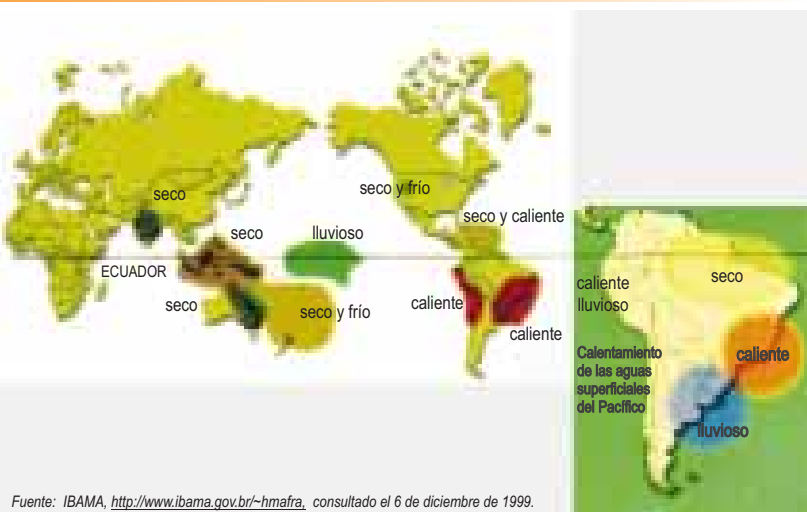 seco
seco y frío
seco y caliente
seco
lluvioso
ECUADOR
seco
seco y frío
caliente
caliente
caliente
lluvioso
seco
Calentamiento
de las aguas
superficiales
del Pacífico
caliente
lluvioso
Fuente: IBAMA, http://www.ibama.gov.br/~hmafra, consultado el 6 de diciembre de 1999.